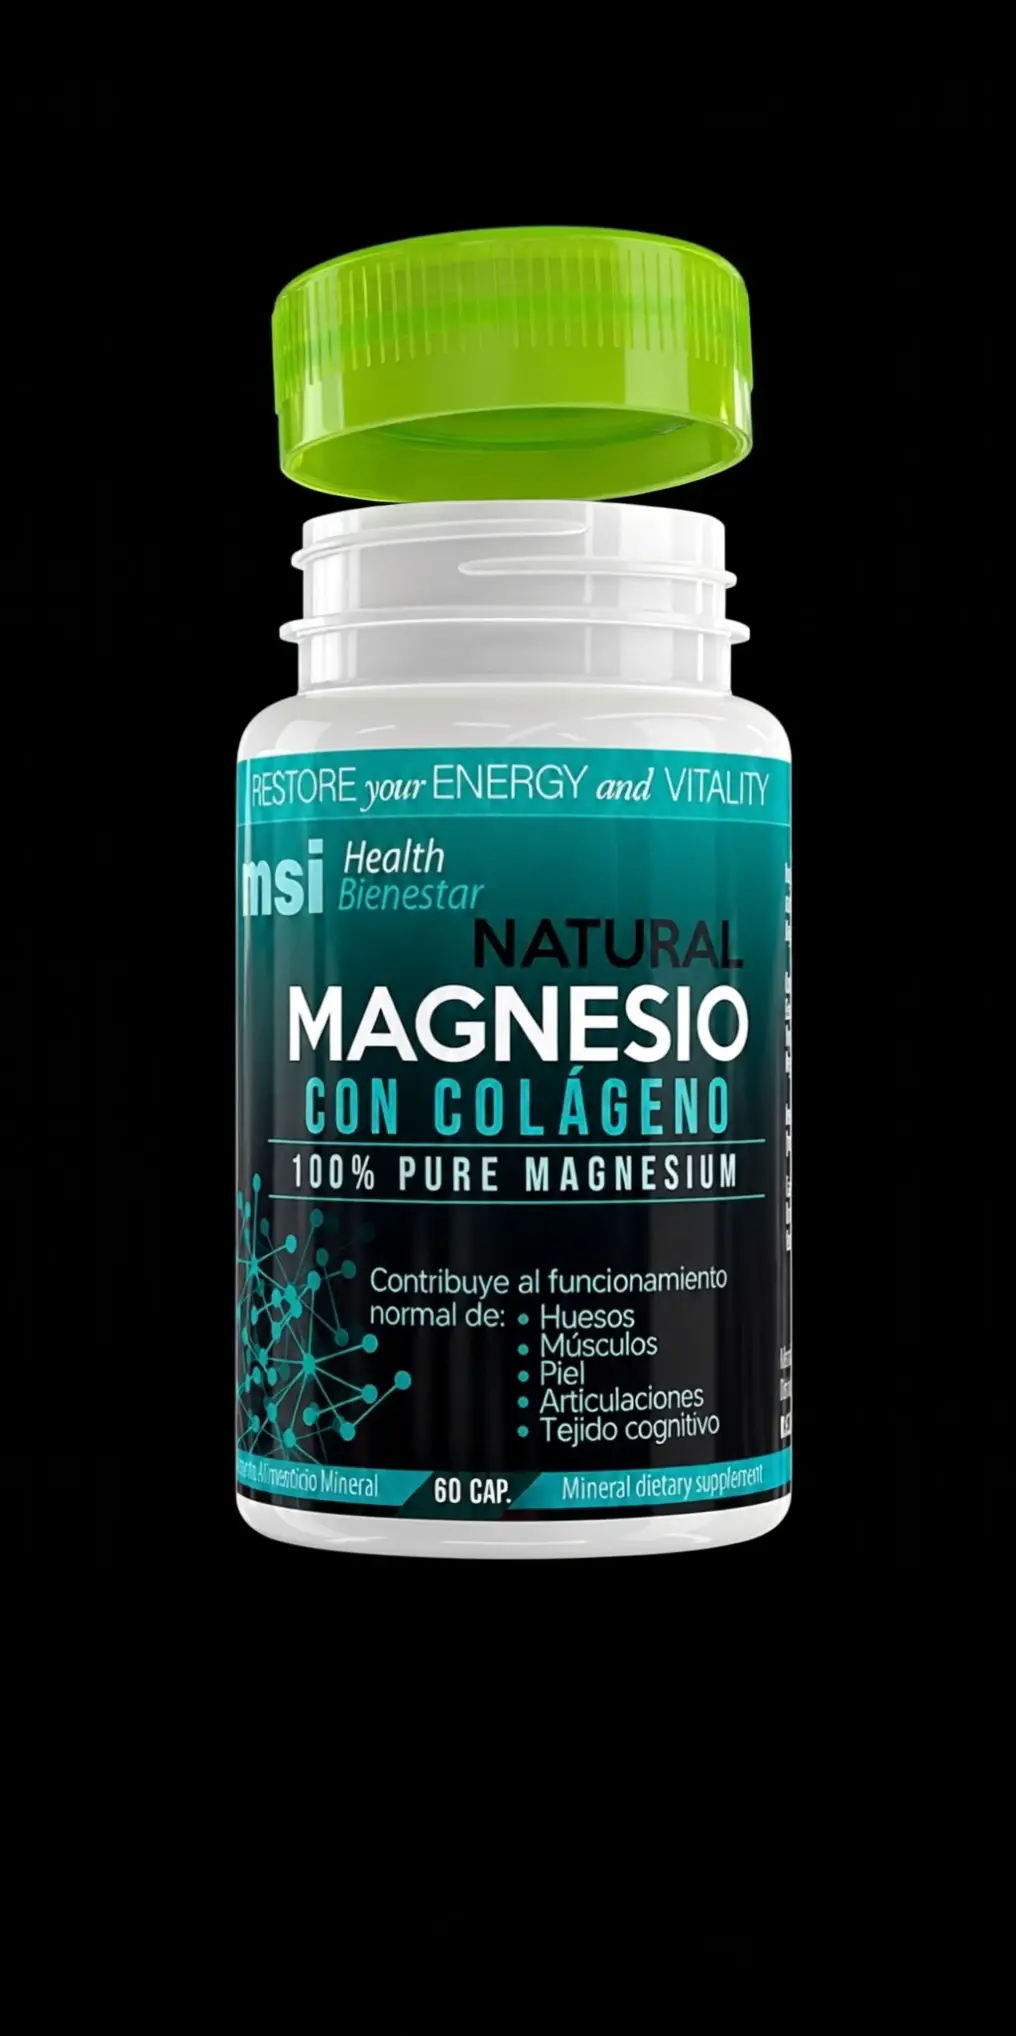 RESTORE your ENERGY and VITALITY
msi Health
Bienestar
NATURAL
MAGNESIO
CON COLÁGENO
100% PURE MAGNESIUM
Contribuye al funcionamiento
normal de: • Huesos
• Músculos
• Piel
• Articulaciones
• Tejido cognitivo
Alimenticio Mineral 60 CAP. Mineral dietary supplement